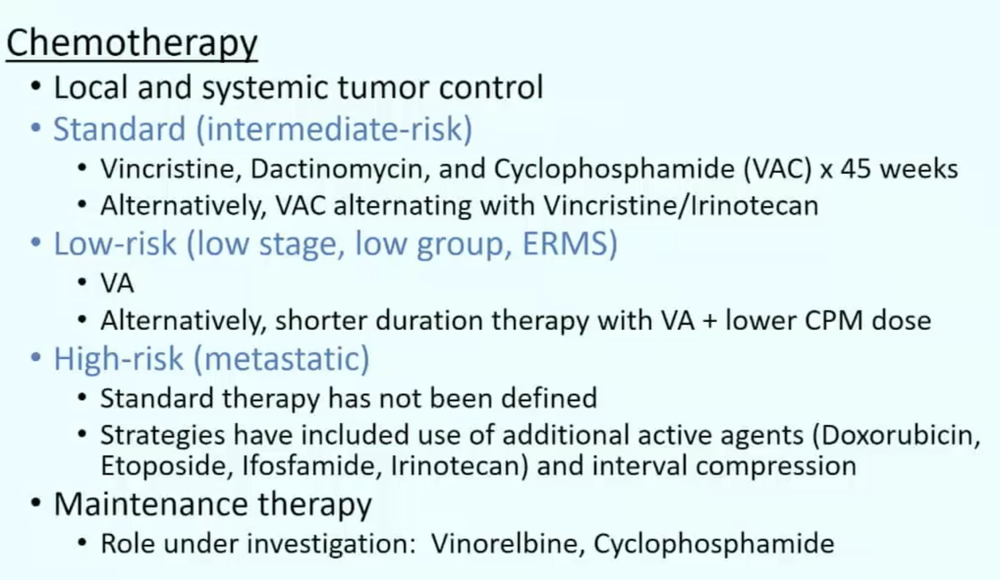 Chemotherapy
• Local and systemic tumor control
• Standard (intermediate-risk)
• Vincristine, Dactinomycin, and Cyclophosphamide (VAC) x 45 weeks
• Alternatively, VAC alternating with Vincristine/Irinotecan
• Low-risk (low stage, low group, ERMS)
• VA
• Alternatively, shorter duration therapy with VA + lower CPM dose
• High-risk (metastatic)
• Standard therapy has not been defined
• Strategies have included use of additional active agents (Doxorubicin,
Etoposide, Ifosfamide, Irinotecan) and interval compression
• Maintenance therapy
• Role under investigation:  Vinorelbine, Cyclophosphamide